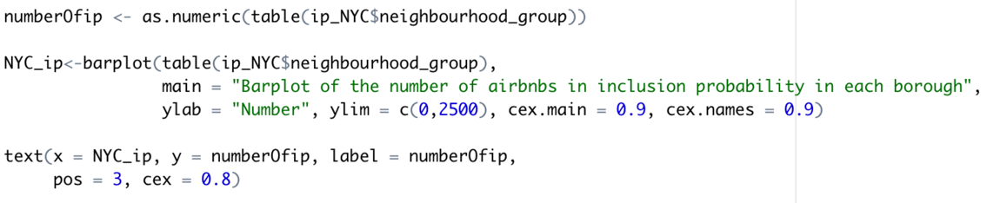 numberOfip <- as.numeric(table(ip_NYC$neighbourhood_group))
NYC_ip<-barplot(table(ip_NYC$neighbourhood_group),
main = "Barplot of the number of airbnbs in inclusion probability in each borough",
ylab = "Number", ylim = c(0,2500), cex.main = 0.9, cex.names = 0.9)
text(x = NYC_ip, y = numberOfip, label = numberOfip,
pos = 3, cex = 0.8)